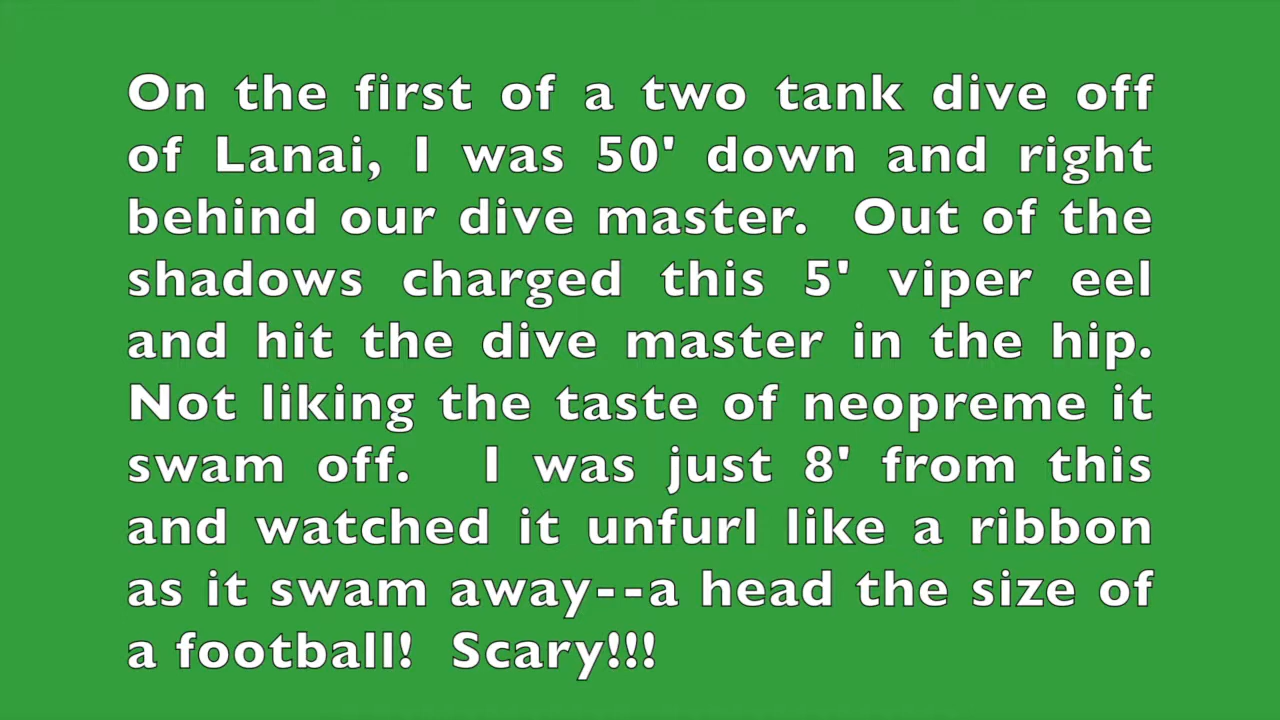 On the first of a two tank dive off
of Lanai, I was 50' down and right
behind our dive master.  Out of the
shadows charged this 5' viper eel
and hit the dive master in the hip.
Not liking the taste of neopreme it
swam off.   I was just 8' from this
and watched it unfurl like a ribbon
as it swam away--a head the size of
a football!  Scary!!!